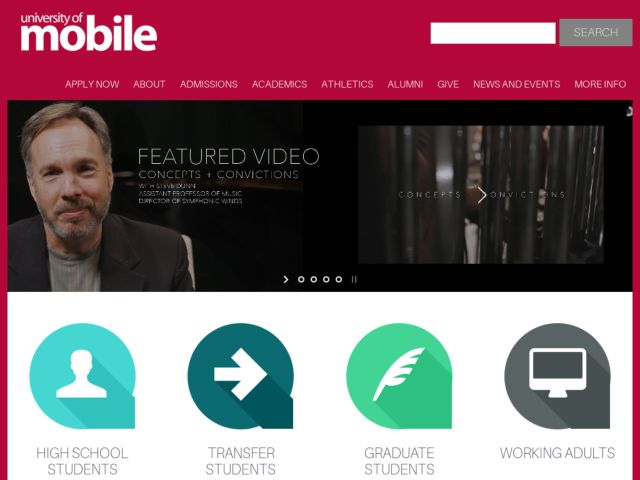 university of
mobile
SEARCH
APPLY NOW ABOUT ADMISSIONS ACADEMICS ATHLETICS ALUMNI GIVE NEWS AND EVENTS MORE INFO
FEATURED VIDEO
CONCEPTS + CONVICTIONS
WITH STEVE DUNN
ASSISTANT PROFESSOR OF MUSIC
DIRECTOR OF SYMPHONIC WINDS
CONCEPTS ONVICTIONS
HIGH SCHOOL
STUDENTS
TRANSFER
STUDENTS
GRADUATE
STUDENTS
WORKING ADULTS